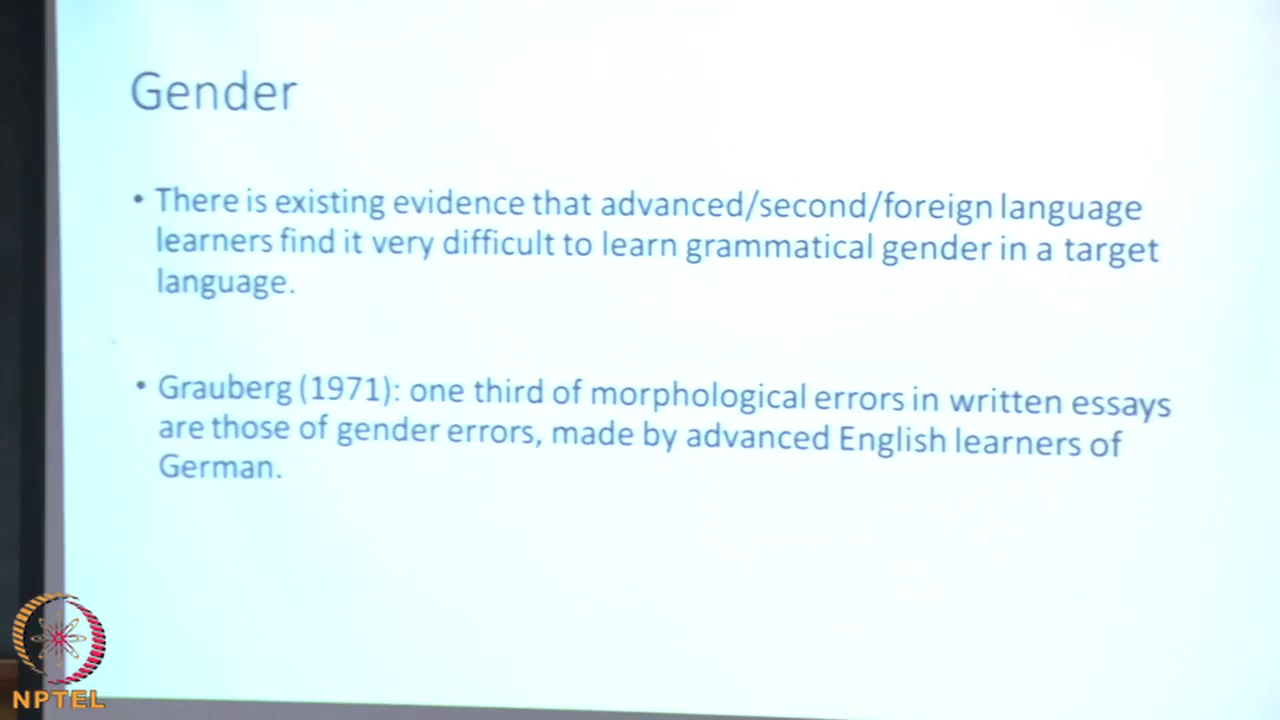 Gender
• There is existing evidence that advanced/second/foreign language
learners find it very difficult to learn grammatical gender in a target
language.
• Grauberg (1971): one third of morphological errors in written essays
are those of gender errors, made by advanced English learners of
German.
NPTEL